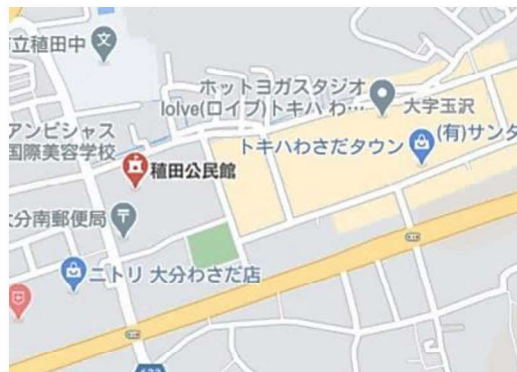 立稙田中
ホットヨガスタジオ
loIve(ロイブ)トキハ わ…
大字玉沢
アンビシャス
国際美容学校
トキハわさだタウン
(有)サンタ
稙田公民館
大分南郵便局
ニトリ 大分わさだ店